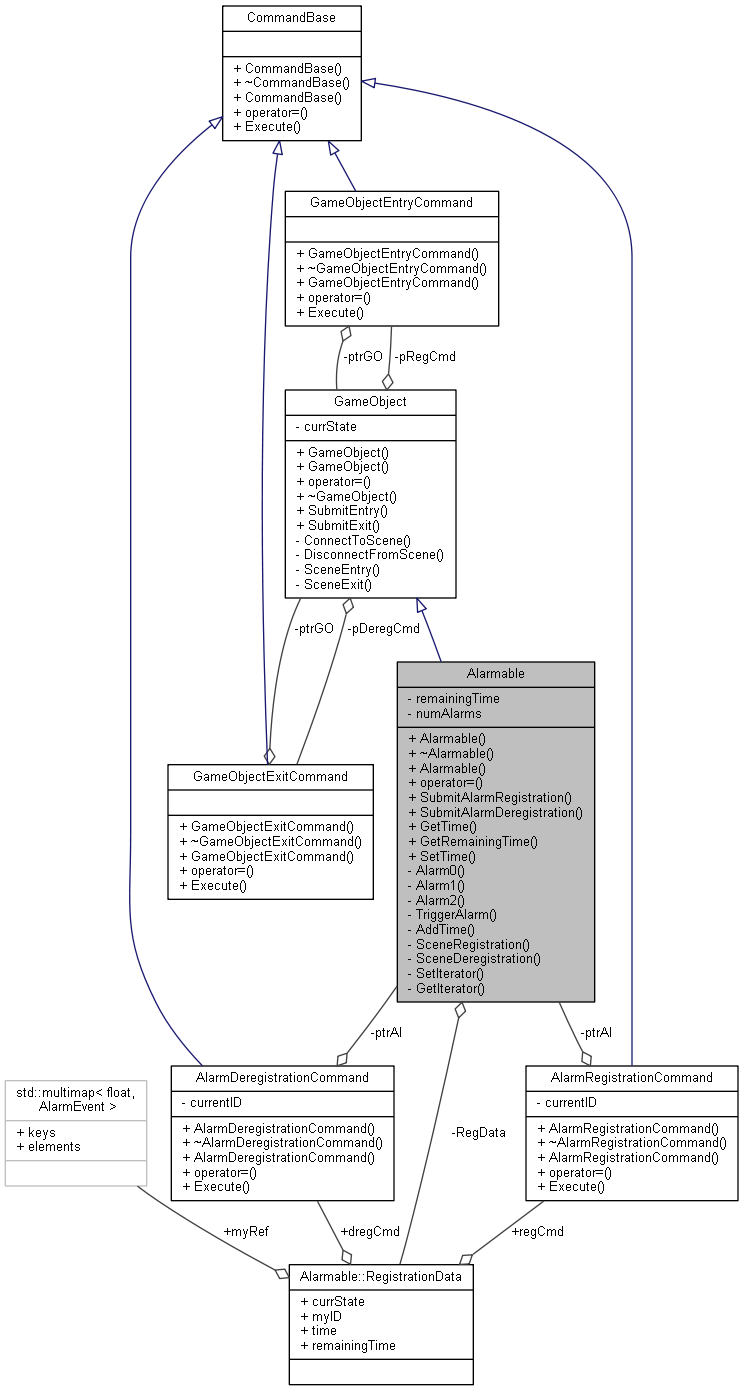 CommandBase
+ CommandBase()
+ ~CommandBase()
+ CommandBase()
+ operator=()
+ Execute()
GameObjectEntryCommand
+ GameObjectEntryCommand()
+ ~GameObjectEntryCommand()
+ GameObjectEntryCommand()
+ operator=()
+ Execute()
-ptrGO
-pRegCmd
GameObject
- currState
+ GameObject()
+ GameObject()
+ operator=()
+ ~GameObject()
+ SubmitEntry()
+ SubmitExit()
- ConnectToScene()
- DisconnectFromScene()
- SceneEntry()
- SceneExit()
-ptrGO
-pDeregCmd
Alarmable
- remainingTime
- numAlarms
+ Alarmable()
+ ~Alarmable()
+ Alarmable()
+ operator=()
+ SubmitAlarmRegistration()
+ SubmitAlarmDeregistration()
+ GetTime()
+ GetRemainingTime()
+ SetTime()
- Alarm0()
- Alarm1()
- Alarm2()
- TriggerAlarm()
- AddTime()
- SceneRegistration()
- SceneDeregistration()
- SetIterator()
- GetIterator()
GameObjectExitCommand
+ GameObjectExitCommand()
+ ~GameObjectExitCommand()
+ GameObjectExitCommand()
+ operator=()
+ Execute()
-ptrAl
-ptrAl
AlarmDeregistrationCommand
- currentID
+ AlarmDeregistrationCommand()
+ ~AlarmDeregistrationCommand()
+ AlarmDeregistrationCommand()
+ operator=()
+ Execute()
std::multimap< float,
AlarmEvent >
+ keys
+ elements
-RegData
AlarmRegistrationCommand
- currentID
+ AlarmRegistrationCommand()
+ ~AlarmRegistrationCommand()
+ AlarmRegistrationCommand()
+ operator=()
+ Execute()
+myRef
+dregCmd
+regCmd
Alarmable::RegistrationData
+ currState
+ myID
+ time
+ remainingTime